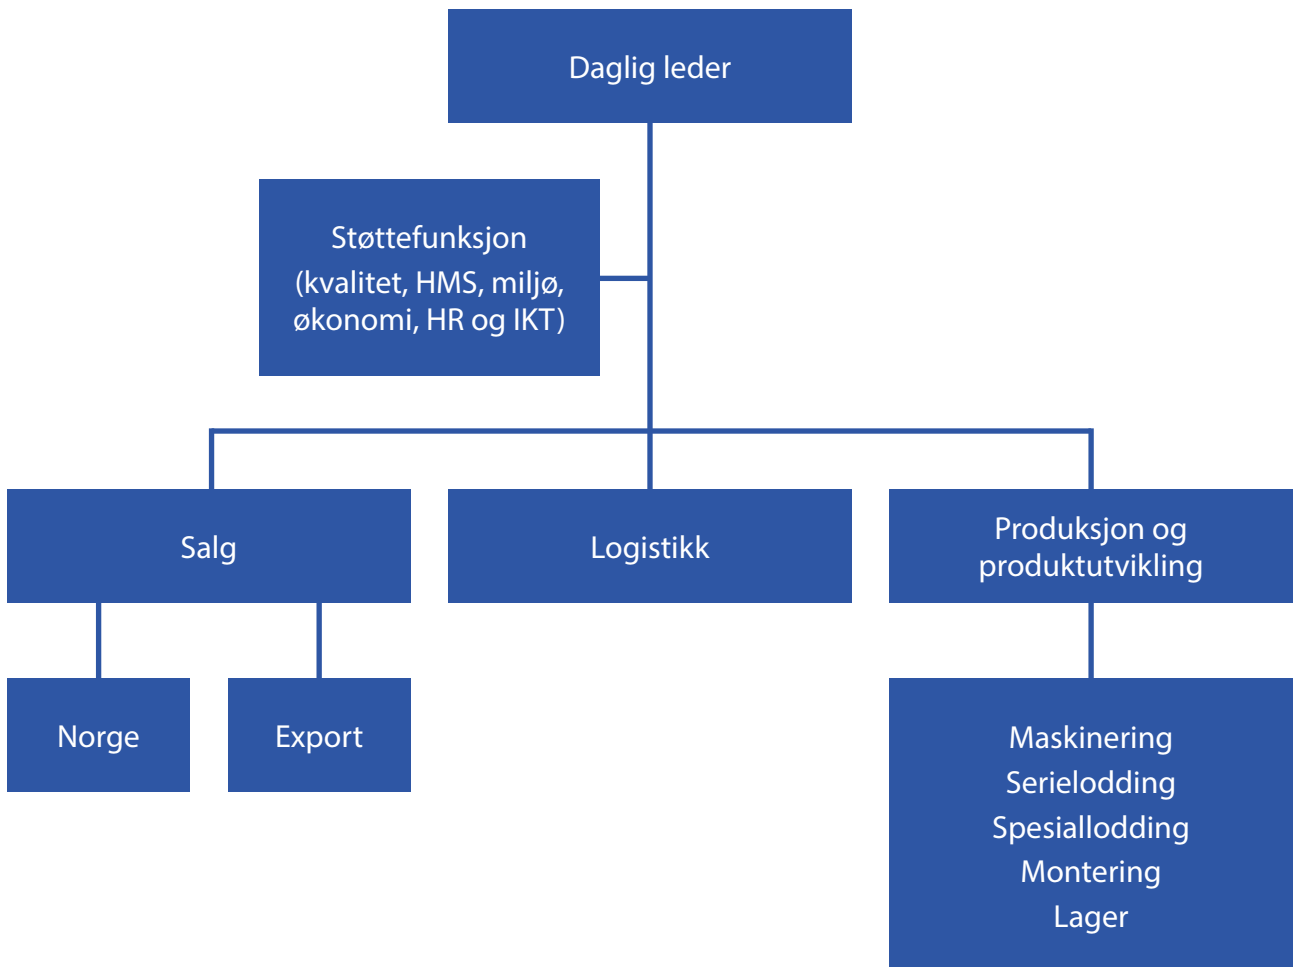 Daglig leder
Støttefunksjon
(kvalitet, HMS, miljø,
økonomi, HR og IKT)
Salg
Logistikk
Produksjon og
produktutvikling
Norge
Export
Maskinering
Serielodding
Spesiallodding
Montering
Lager